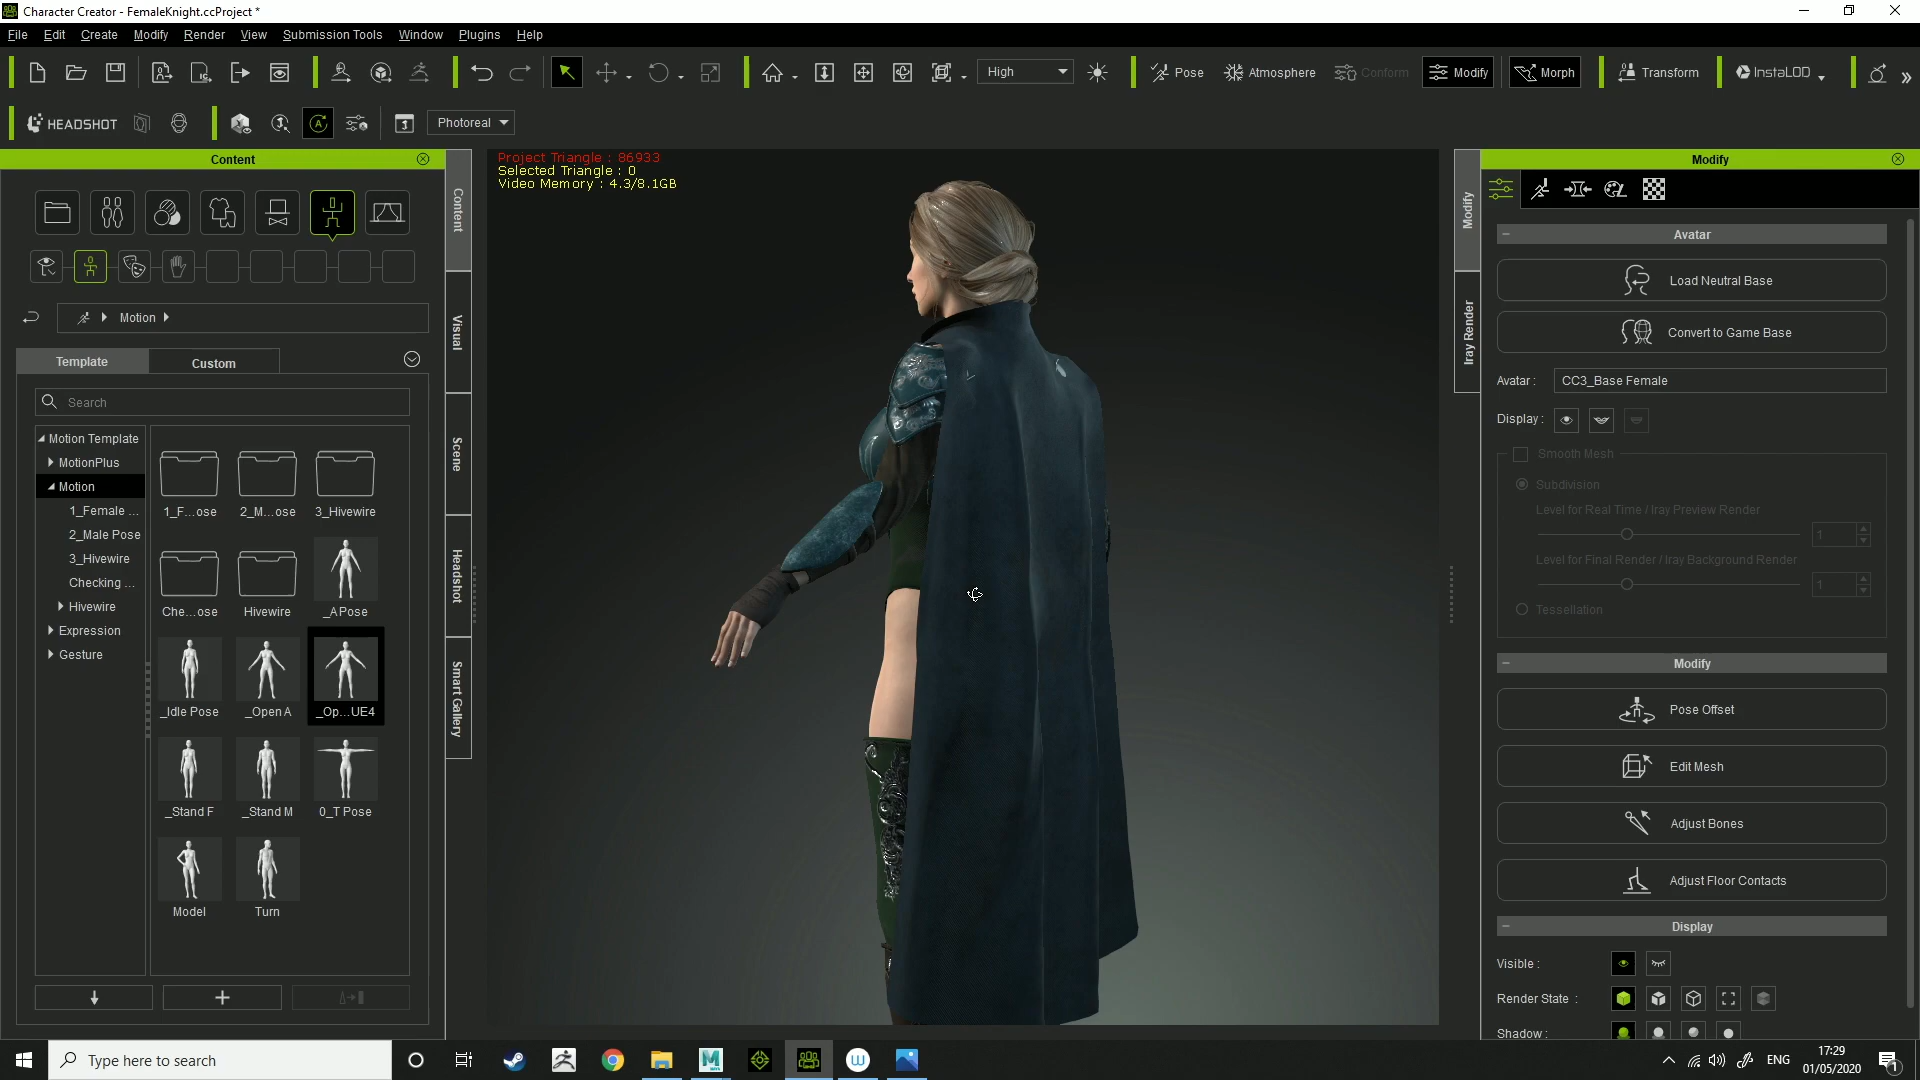 Character Creator - FemaleKnight.ccProject *
File Edit Create Modify Render View Submission Tools Window Plugins Help
High Pose Atmosphere Conform Modify Morph Transform InstaLOD
HEADSHOT Photoreal
Content
Modify
Project Triangle : 86933
Selected Triangle : 0
Video Memory : 4.3/8.1GB
Content
Visual
Scene
Headshot
Smart Gallery
Motion
Template Custom
Search
Motion Template
MotionPlus
Motion
1_Female ...
2_Male Pose
3_Hivewire
Checking ...
Hivewire
Expression
Gesture
1_F...ose 2_M...ose 3_Hivewire
Che...ose Hivewire _A Pose
_Idle Pose _Open A _Op...UE4
_Stand F _Stand M 0_T Pose
Model Turn
Modify
Iray Render
Avatar
Load Neutral Base
Convert to Game Base
Avatar : CC3_Base Female
Display :
Smooth Mesh
Subdivision
Level for Real Time / Iray Preview Render
1
Level for Final Render / Iray Background Render
1
Tessellation
Modify
Pose Offset
Edit Mesh
Adjust Bones
Adjust Floor Contacts
Display
Visible :
Render State :
Shadow :
Type here to search
ENG
17:29
01/05/2020
1